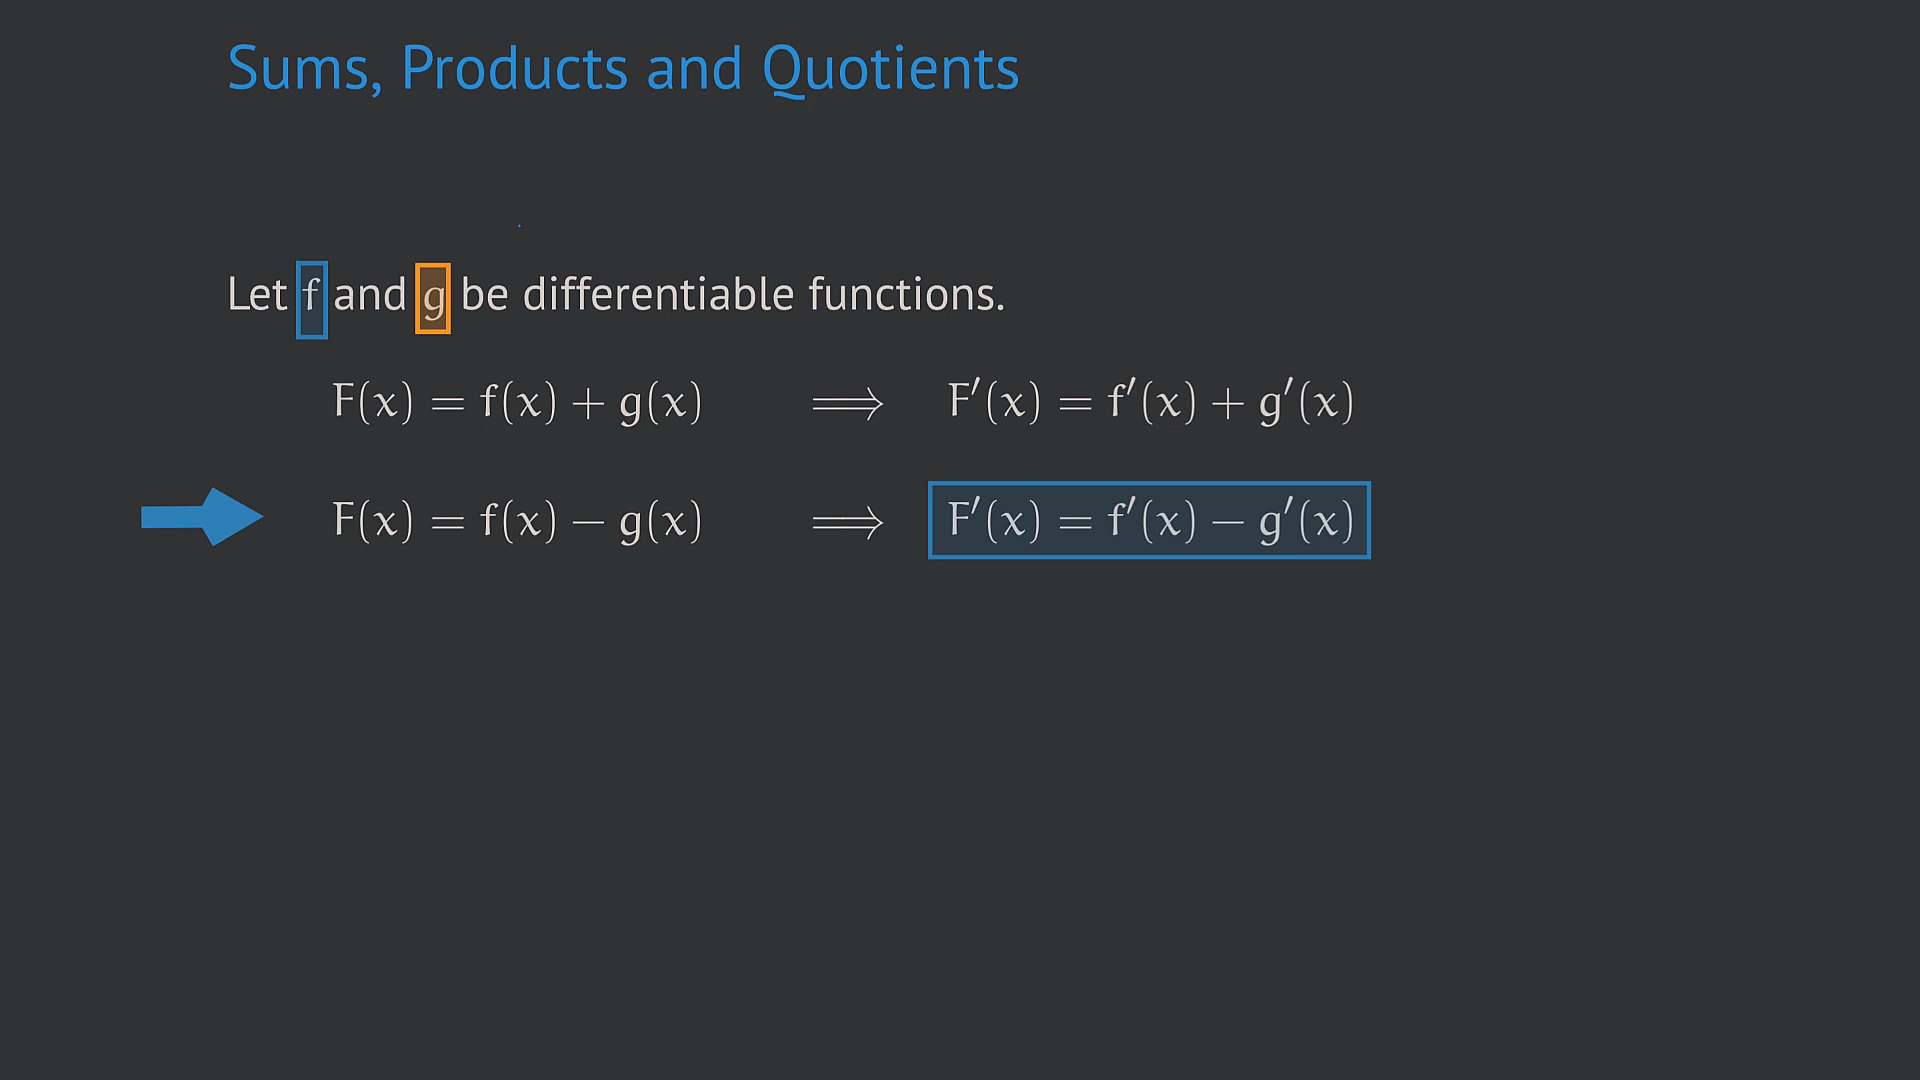 Sums, Products and Quotients
Let f and g be differentiable functions.
F(x) = f(x) + g(x) ⟹ F′(x) = f′(x) + g′(x)
F(x) = f(x) − g(x) ⟹ F′(x) = f′(x) − g′(x)